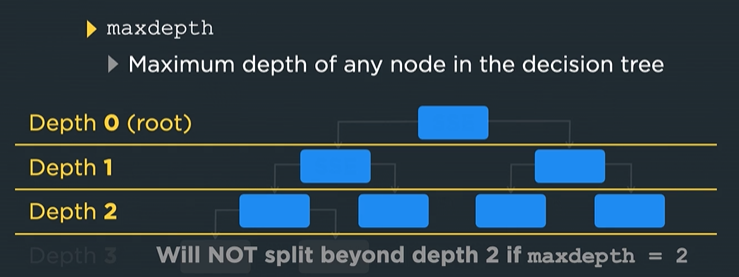 maxdepth
Maximum depth of any node in the decision tree
Depth 0 (root)
Depth 1
Depth 2
Depth 3
Will NOT split beyond depth 2 if maxdepth = 2